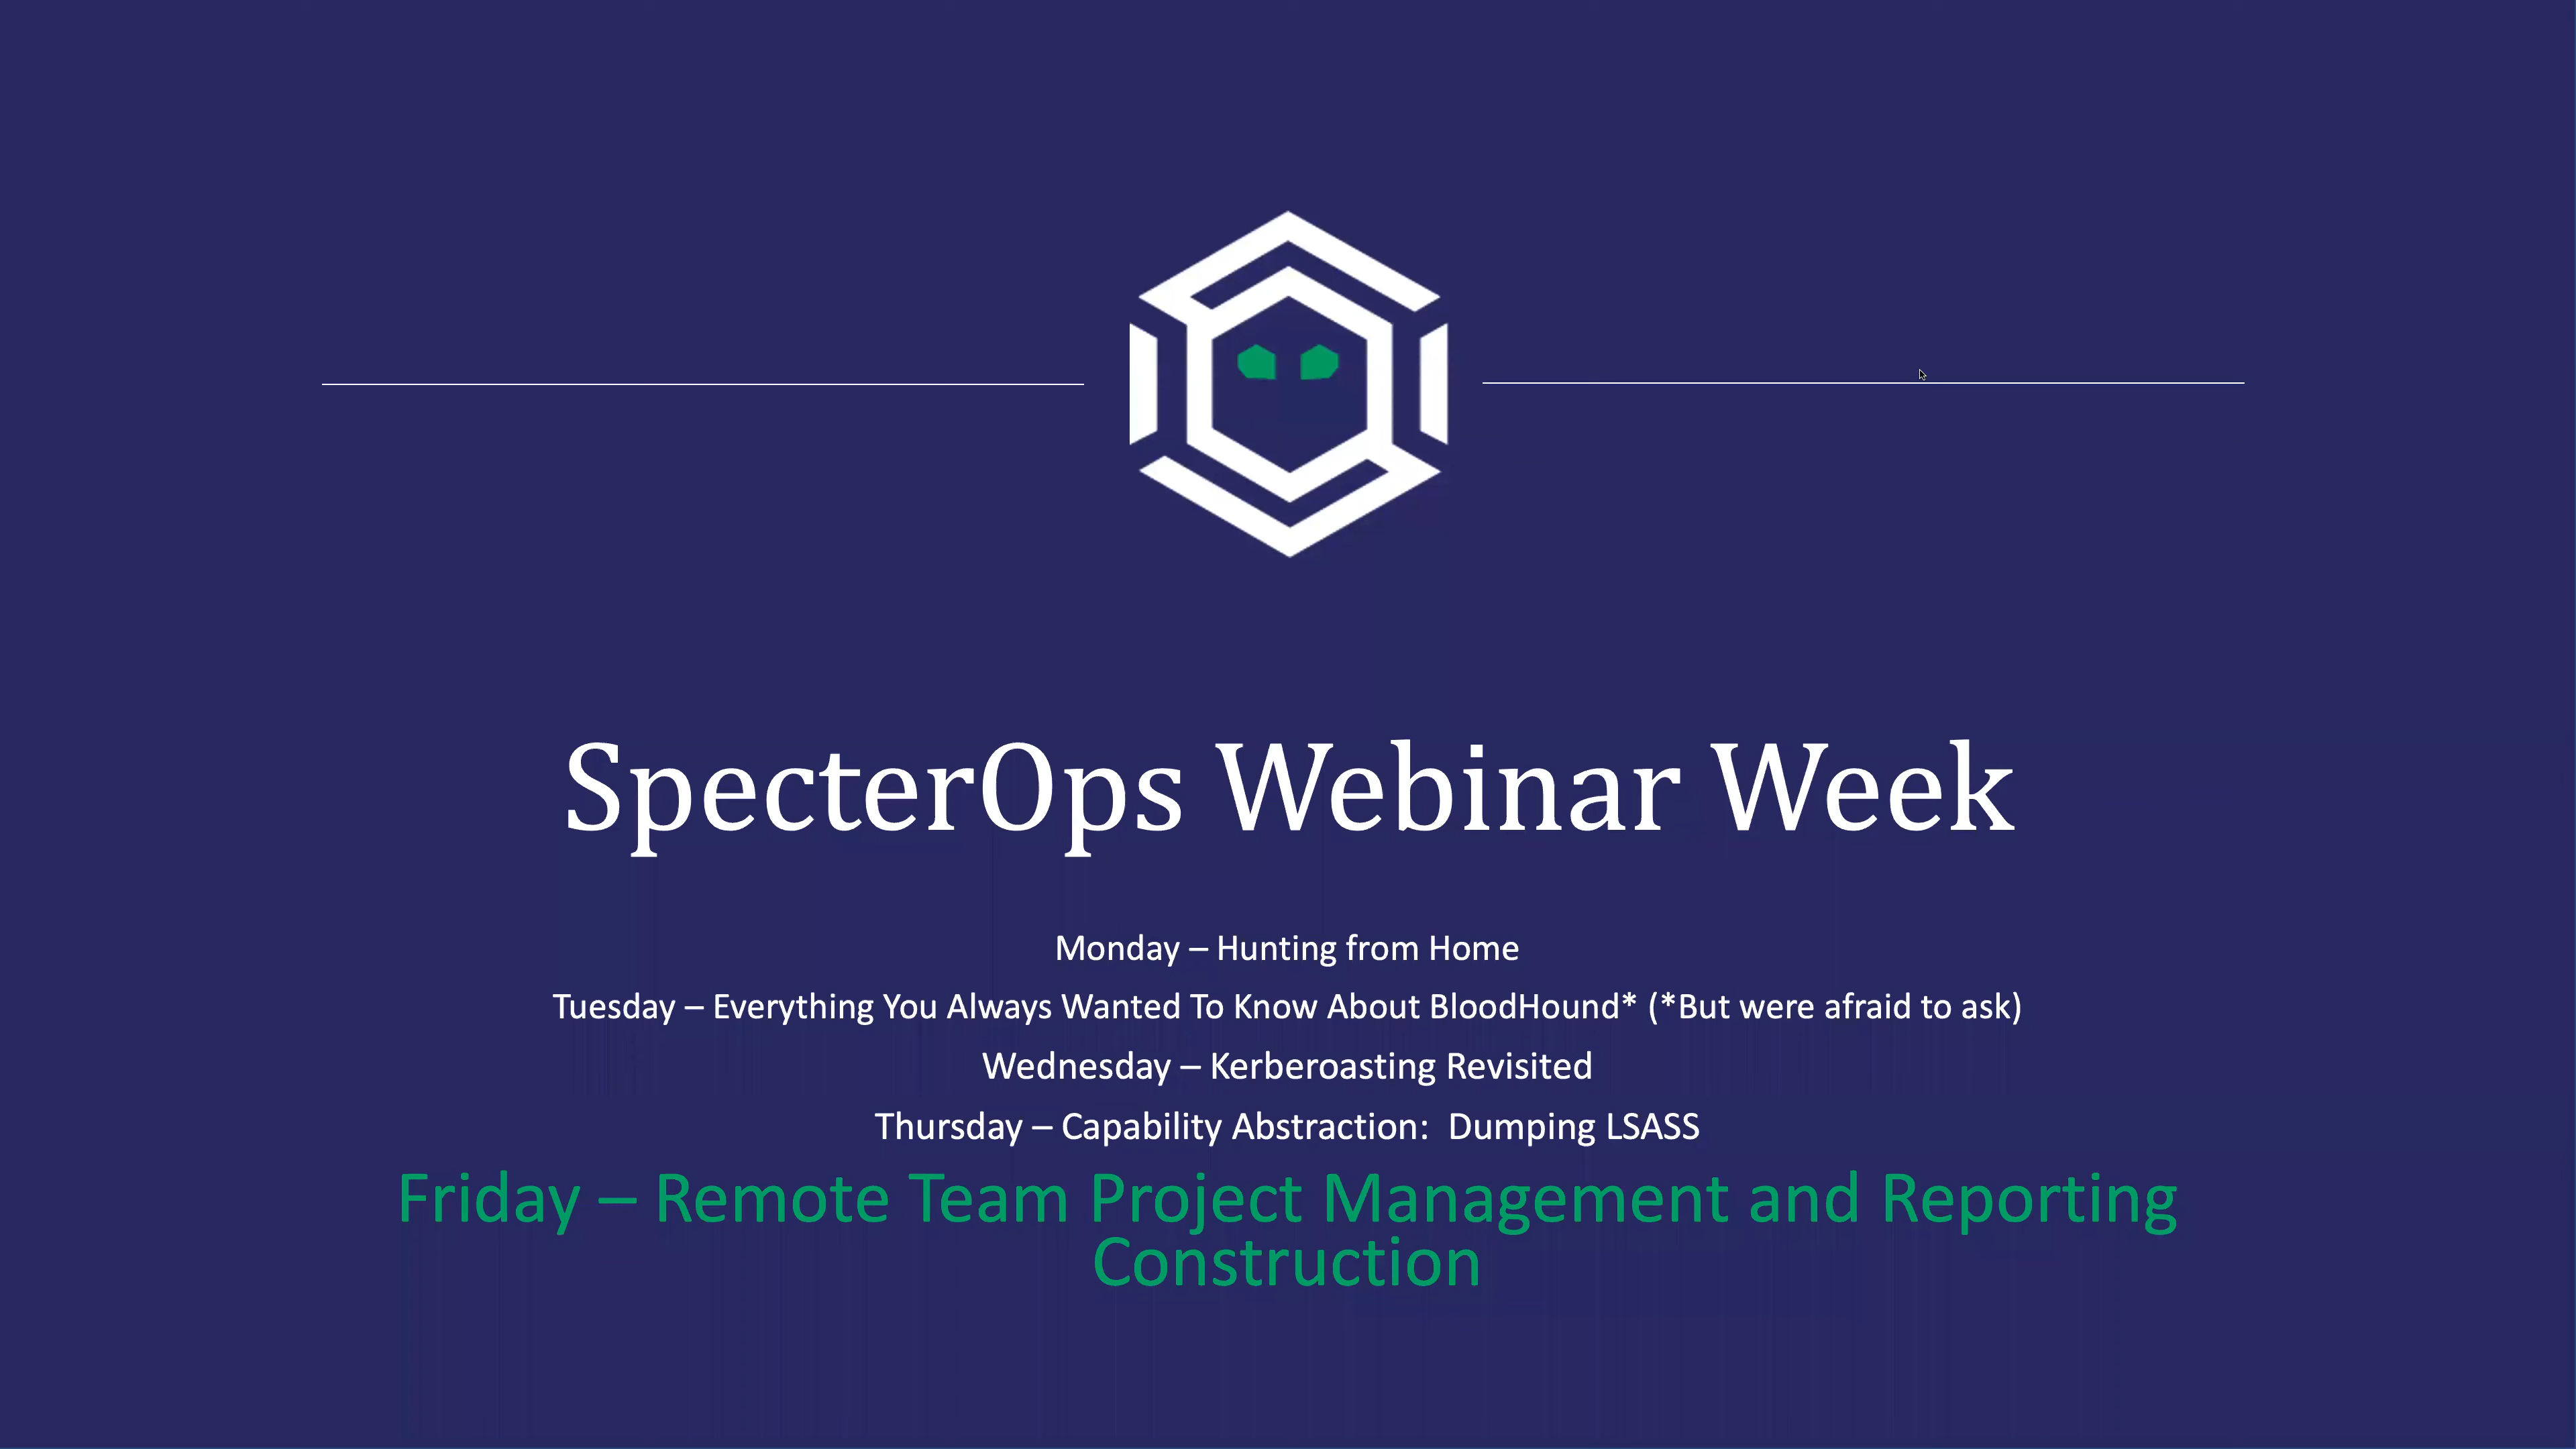 SpecterOps Webinar Week
Monday – Hunting from Home
Tuesday – Everything You Always Wanted To Know About BloodHound* (*But were afraid to ask)
Wednesday – Kerberoasting Revisited
Thursday – Capability Abstraction:  Dumping LSASS
Friday – Remote Team Project Management and Reporting
Construction